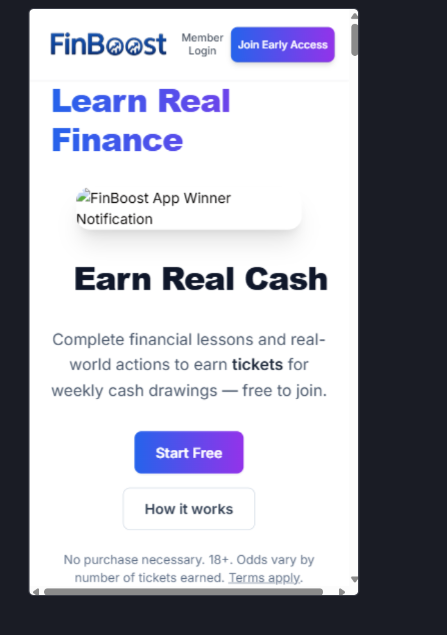 FinBoost
Member
Login
Join Early Access
Learn Real
Finance
FinBoost App Winner
Notification
Earn Real Cash
Complete financial lessons and real-
world actions to earn tickets for
weekly cash drawings — free to join.
Start Free
How it works
No purchase necessary. 18+. Odds vary by
number of tickets earned. Terms apply.